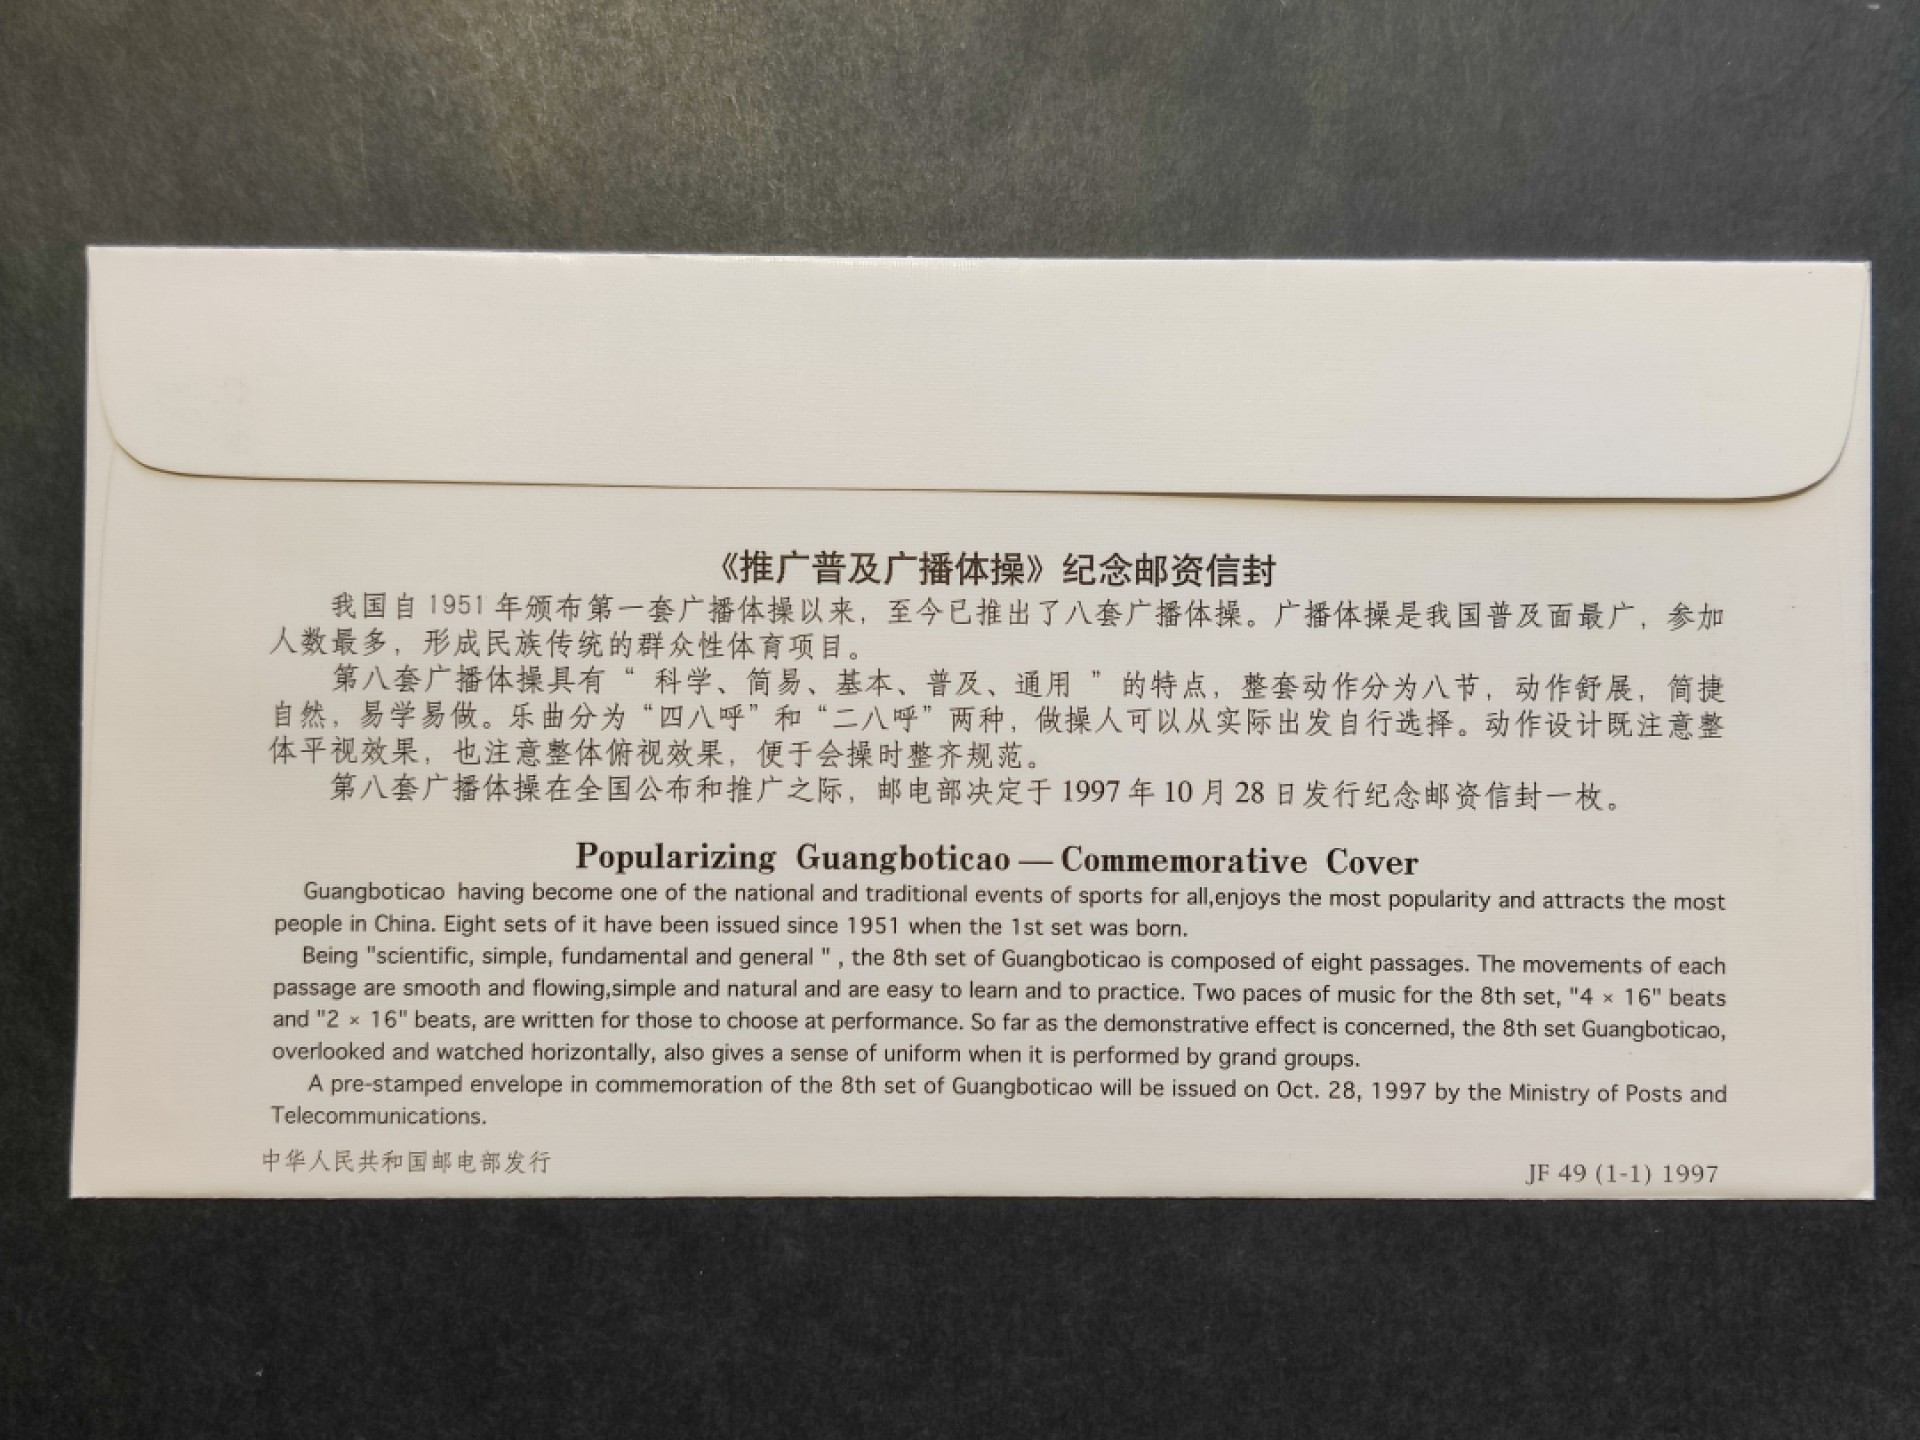 《推广普及广播体操》纪念邮资信封
我国自1951年颁布第一套广播体操以来，至今已推出了八套广播体操。广播体操是我国普及面最广，参加
人数最多，形成民族传统的群众性体育项目。
第八套广播体操具有“科学、简易、基本、普及、通用”的特点，整套动作分为八节，动作舒展，简捷
自然，易学易做。乐曲分为“四八呼”和“二八呼”两种，做操人可以从实际出发自行选择。动作设计既注意整
体平视效果，也注意整体俯视效果，便于会操时整齐规范。
第八套广播体操在全国公布和推广之际，邮电部决定于1997年10月28日发行纪念邮资信封一枚。
Popularizing Guangboticao — Commemorative Cover
Guangboticao having become one of the national and traditional events of sports for all,enjoys the most popularity and attracts the most
people in China. Eight sets of it have been issued since 1951 when the 1st set was born.
Being "scientific, simple, fundamental and general " , the 8th set of Guangboticao is composed of eight passages. The movements of each
passage are smooth and flowing,simple and natural and are easy to learn and to practice. Two paces of music for the 8th set, "4 × 16" beats
and "2 × 16" beats, are written for those to choose at performance. So far as the demonstrative effect is concerned, the 8th set Guangboticao,
overlooked and watched horizontally, also gives a sense of uniform when it is performed by grand groups.
A pre-stamped envelope in commemoration of the 8th set of Guangboticao will be issued on Oct. 28, 1997 by the Ministry of Posts and
Telecommunications.
中华人民共和国邮电部发行
JF 49 (1-1) 1997